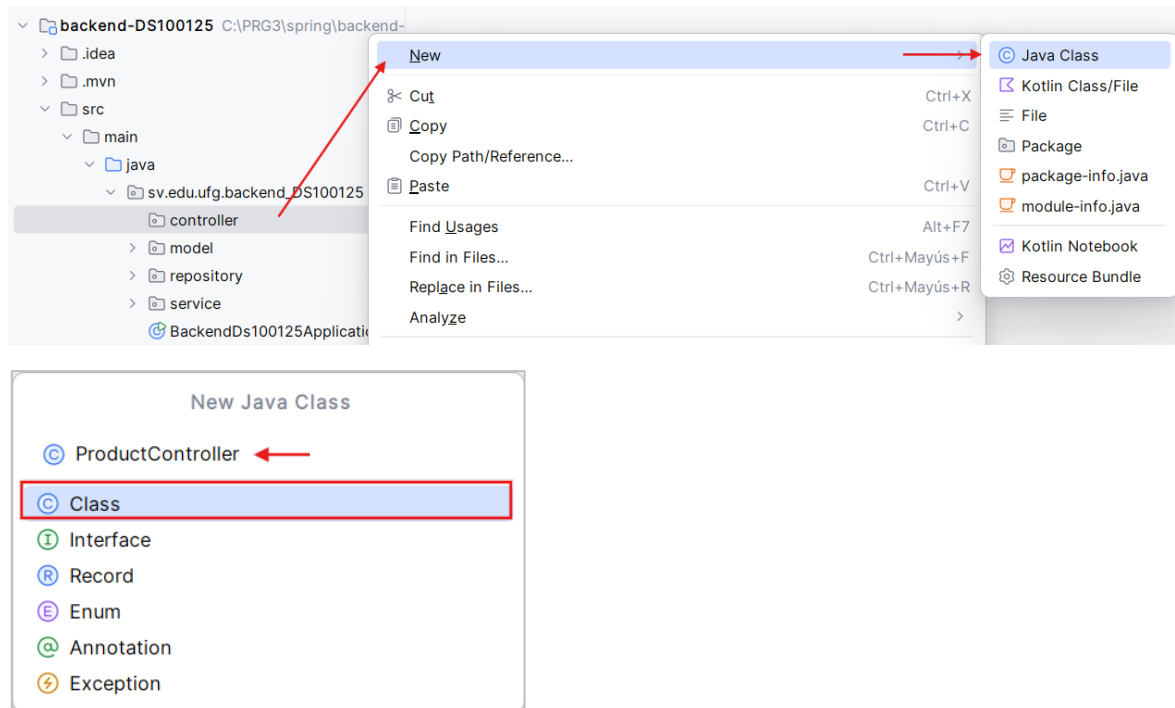 backend-DS100125 C:\PRG3\spring\backend-
.idea
.mvn
src
main
java
sv.edu.ufg.backend_DS100125
controller
model
repository
service
BackendDs100125Applicatio
New
Cut Ctrl+X
Copy Ctrl+C
Copy Path/Reference...
Paste Ctrl+V
Find Usages Alt+F7
Find in Files... Ctrl+Mayús+F
Replace in Files... Ctrl+Mayús+R
Analyze
Java Class
Kotlin Class/File
File
Package
package-info.java
module-info.java
Kotlin Notebook
Resource Bundle
New Java Class
ProductController
Class
Interface
Record
Enum
Annotation
Exception